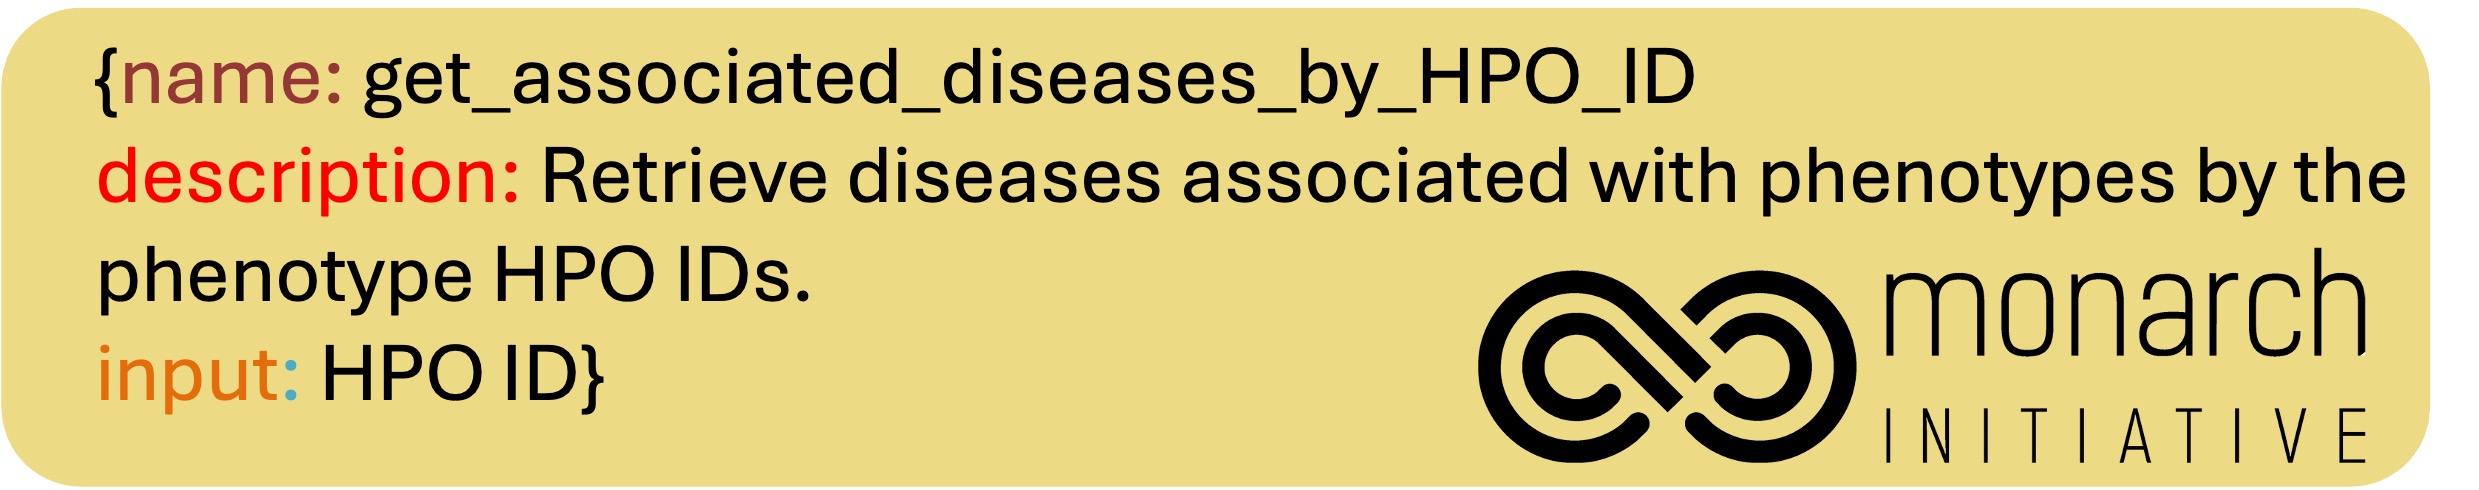 {name: get_associated_diseases_by_HPO_ID
description: Retrieve diseases associated with phenotypes by the
phenotype HPO IDs.
input: HPO ID}
monarch
INITIATIVE